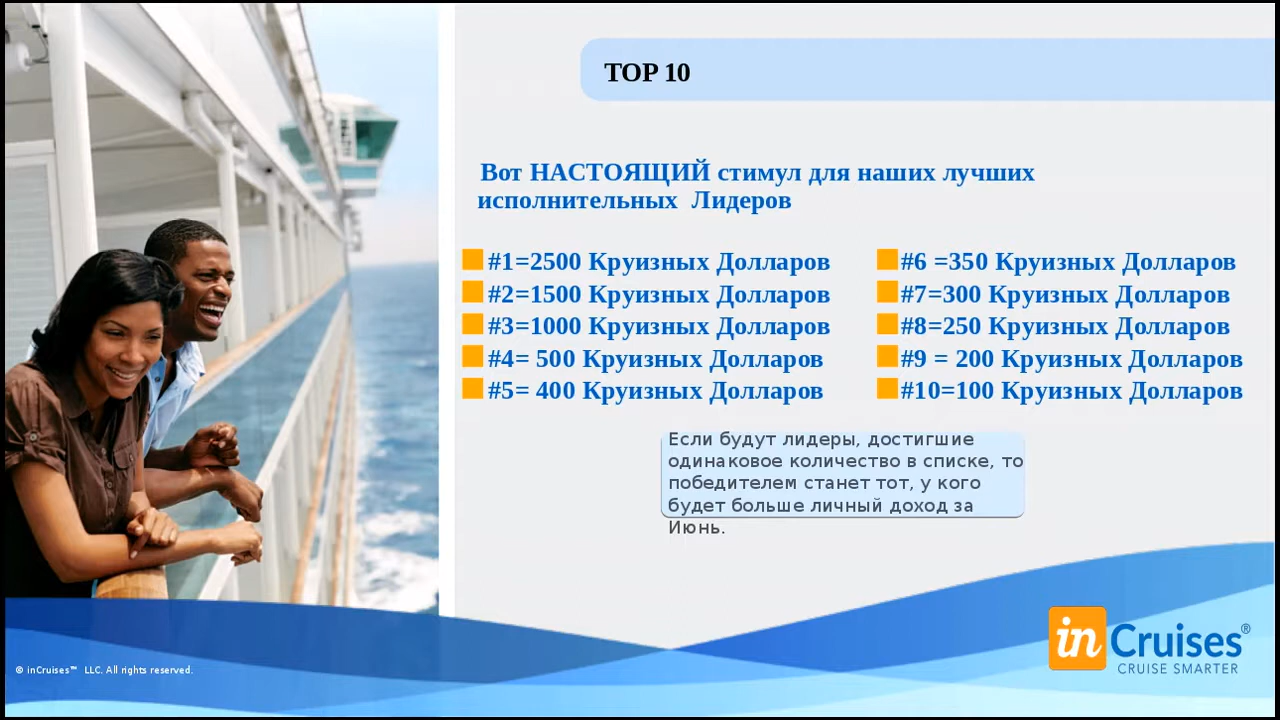 TOP 10
Вот НАСТОЯЩИЙ стимул для наших лучших
исполнительных Лидеров
#1=2500 Круизных Долларов
#2=1500 Круизных Долларов
#3=1000 Круизных Долларов
#4= 500 Круизных Долларов
#5= 400 Круизных Долларов
#6 =350 Круизных Долларов
#7=300 Круизных Долларов
#8=250 Круизных Долларов
#9 = 200 Круизных Долларов
#10=100 Круизных Долларов
Если будут лидеры, достигшие
одинаковое количество в списке, то
победителем станет тот, у кого
будет больше личный доход за
Июнь.
inCruises®
CRUISE SMARTER
© inCruises™ LLC. All rights reserved.